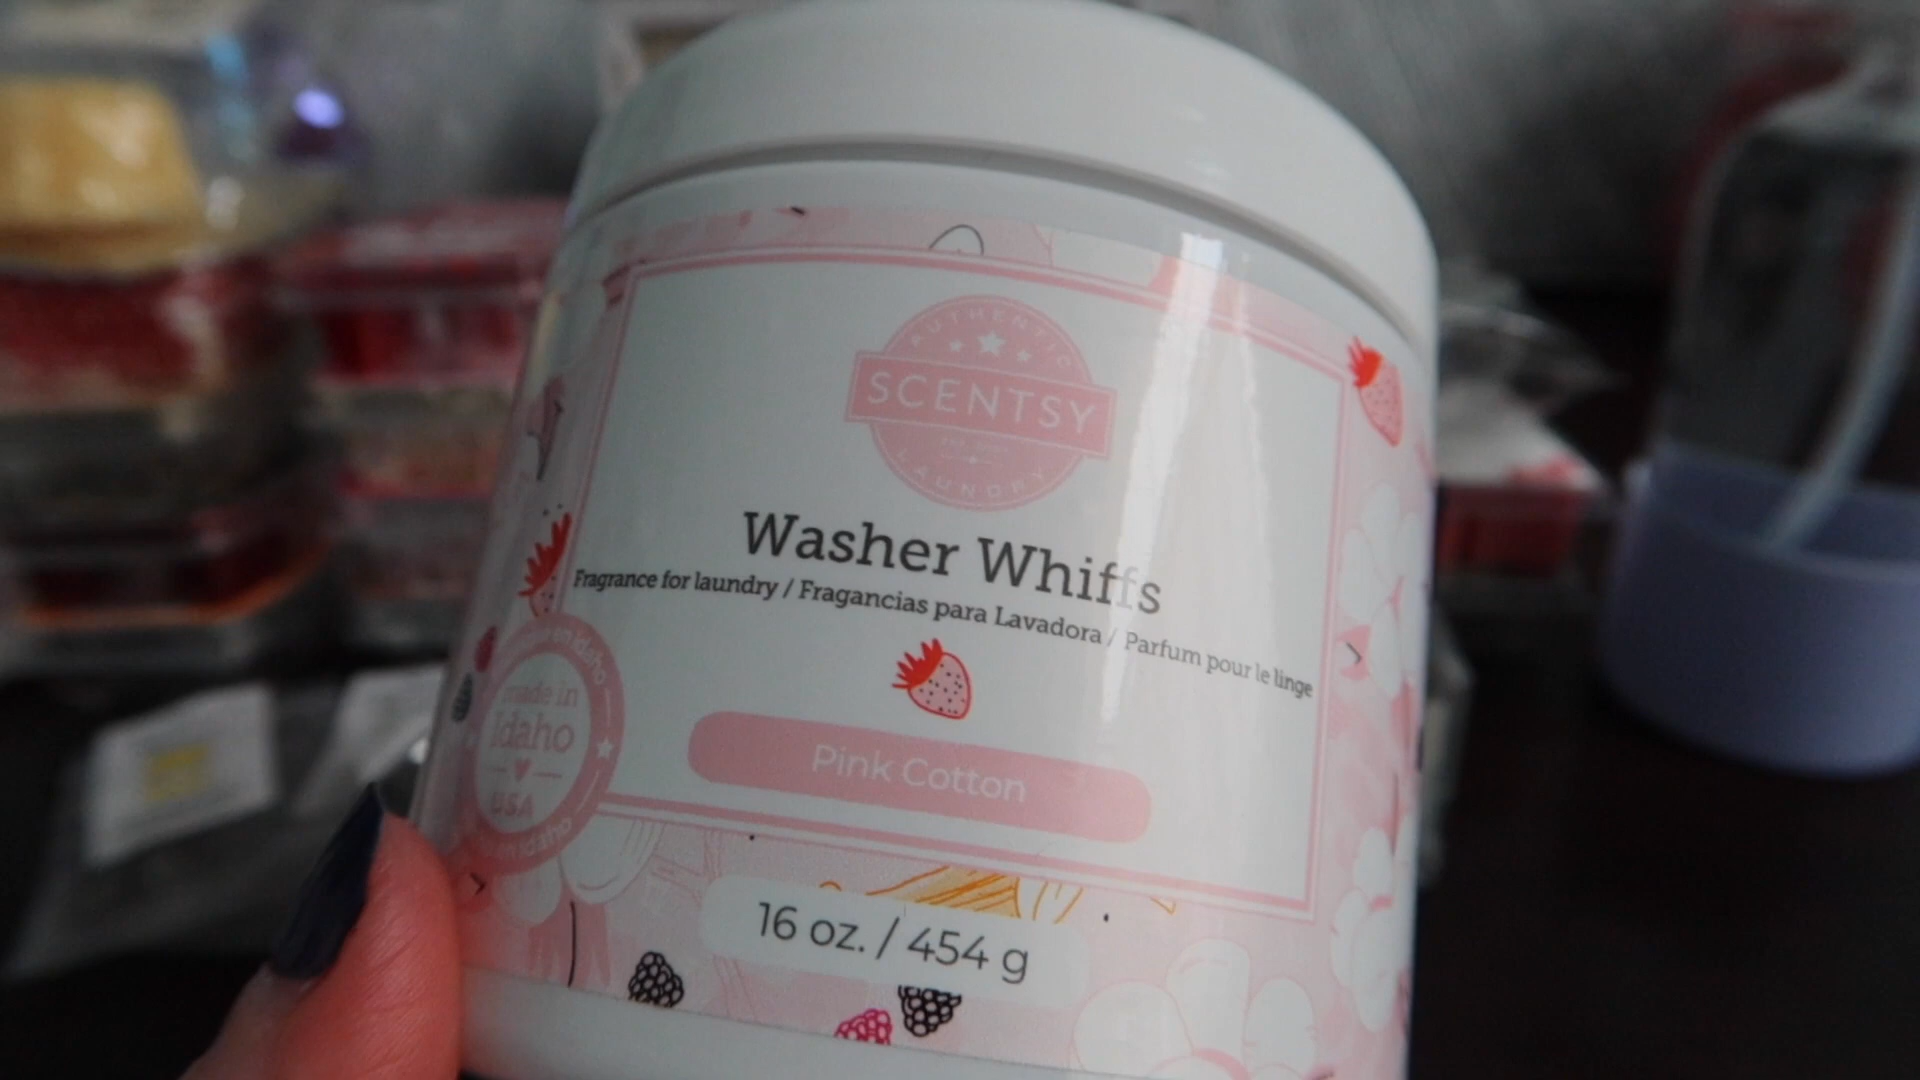 AUTHENTIC
SCENTSY
LAUNDRY
Washer Whiffs
Fragrance for laundry / Fragancias para Lavadora / Parfum pour le linge
made in
Idaho
USA
Pink Cotton
16 oz. / 454 g